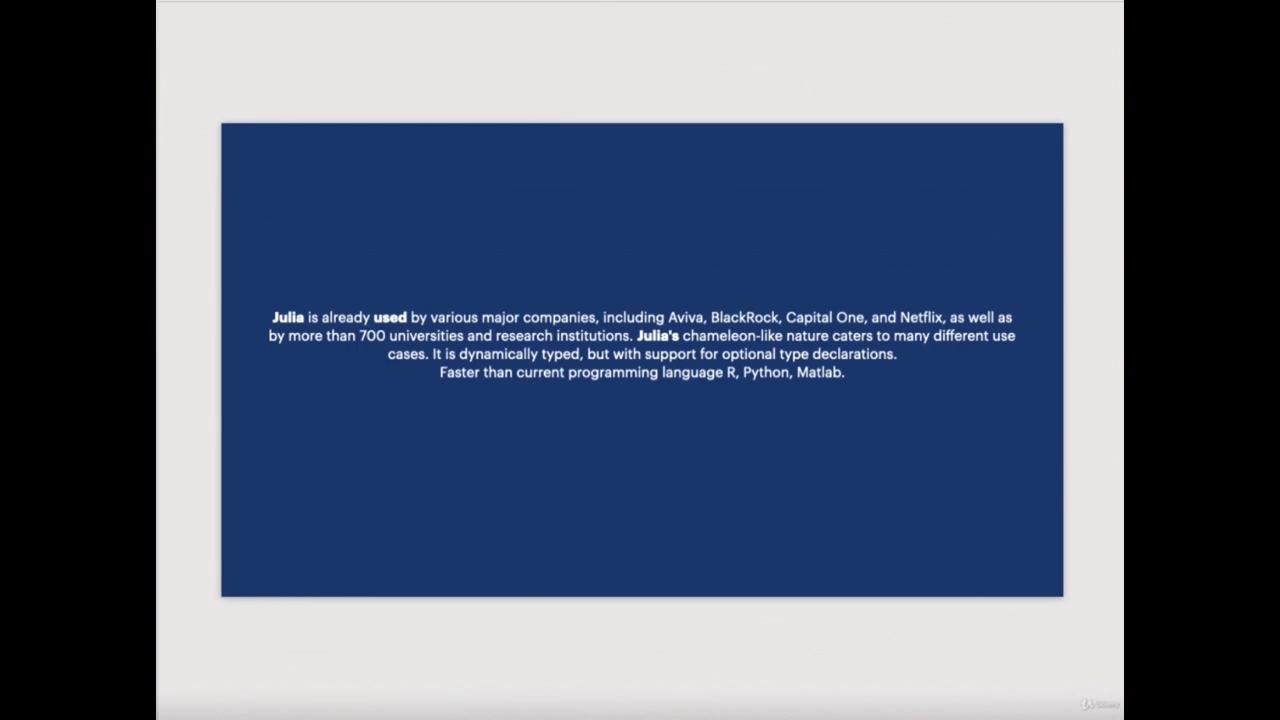 Julia is already used by various major companies, including Aviva, BlackRock, Capital One, and Netflix, as well as
by more than 700 universities and research institutions. Julia's chameleon-like nature caters to many different use
cases. It is dynamically typed, but with support for optional type declarations.
Faster than current programming language R, Python, Matlab.